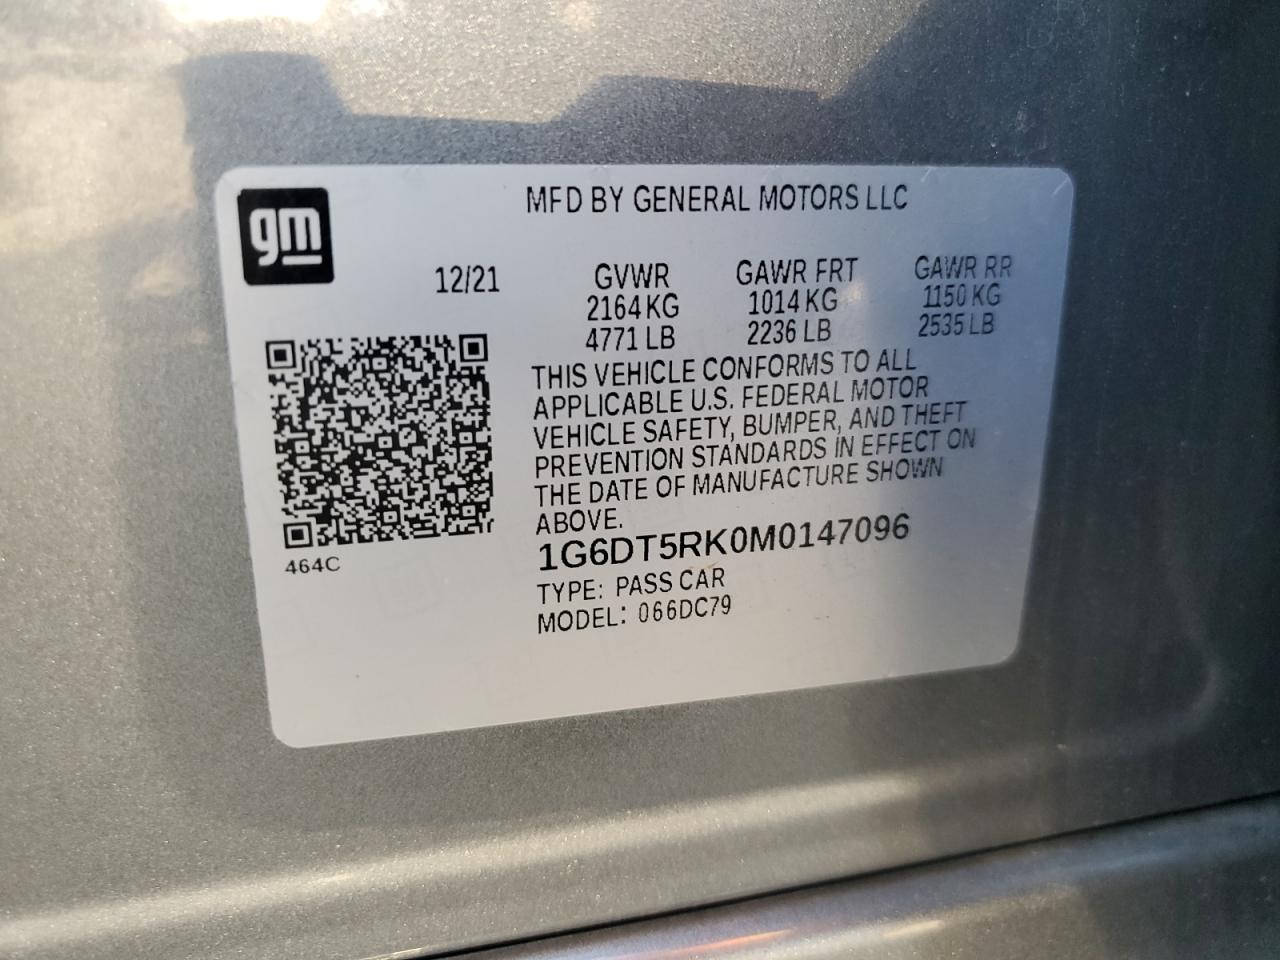 gm
MFD BY GENERAL MOTORS LLC
12/21
GVWR GAWR FRT GAWR RR
2164 KG 1014 KG 1150 KG
4771 LB 2236 LB 2535 LB
THIS VEHICLE CONFORMS TO ALL
APPLICABLE U.S. FEDERAL MOTOR
VEHICLE SAFETY, BUMPER, AND THEFT
PREVENTION STANDARDS IN EFFECT ON
THE DATE OF MANUFACTURE SHOWN
ABOVE.
464C
1G6DT5RK0M0147096
TYPE: PASS CAR
MODEL: 066DC79